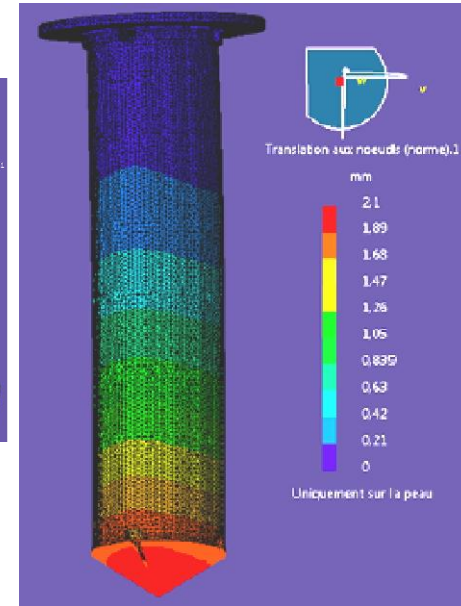 v
Translation aux noeuds (norme).1
mm
2,1
1,89
1,68
1,47
1,26
1,05
0,835
0,63
0,42
0,21
0
Uniquement sur la peau